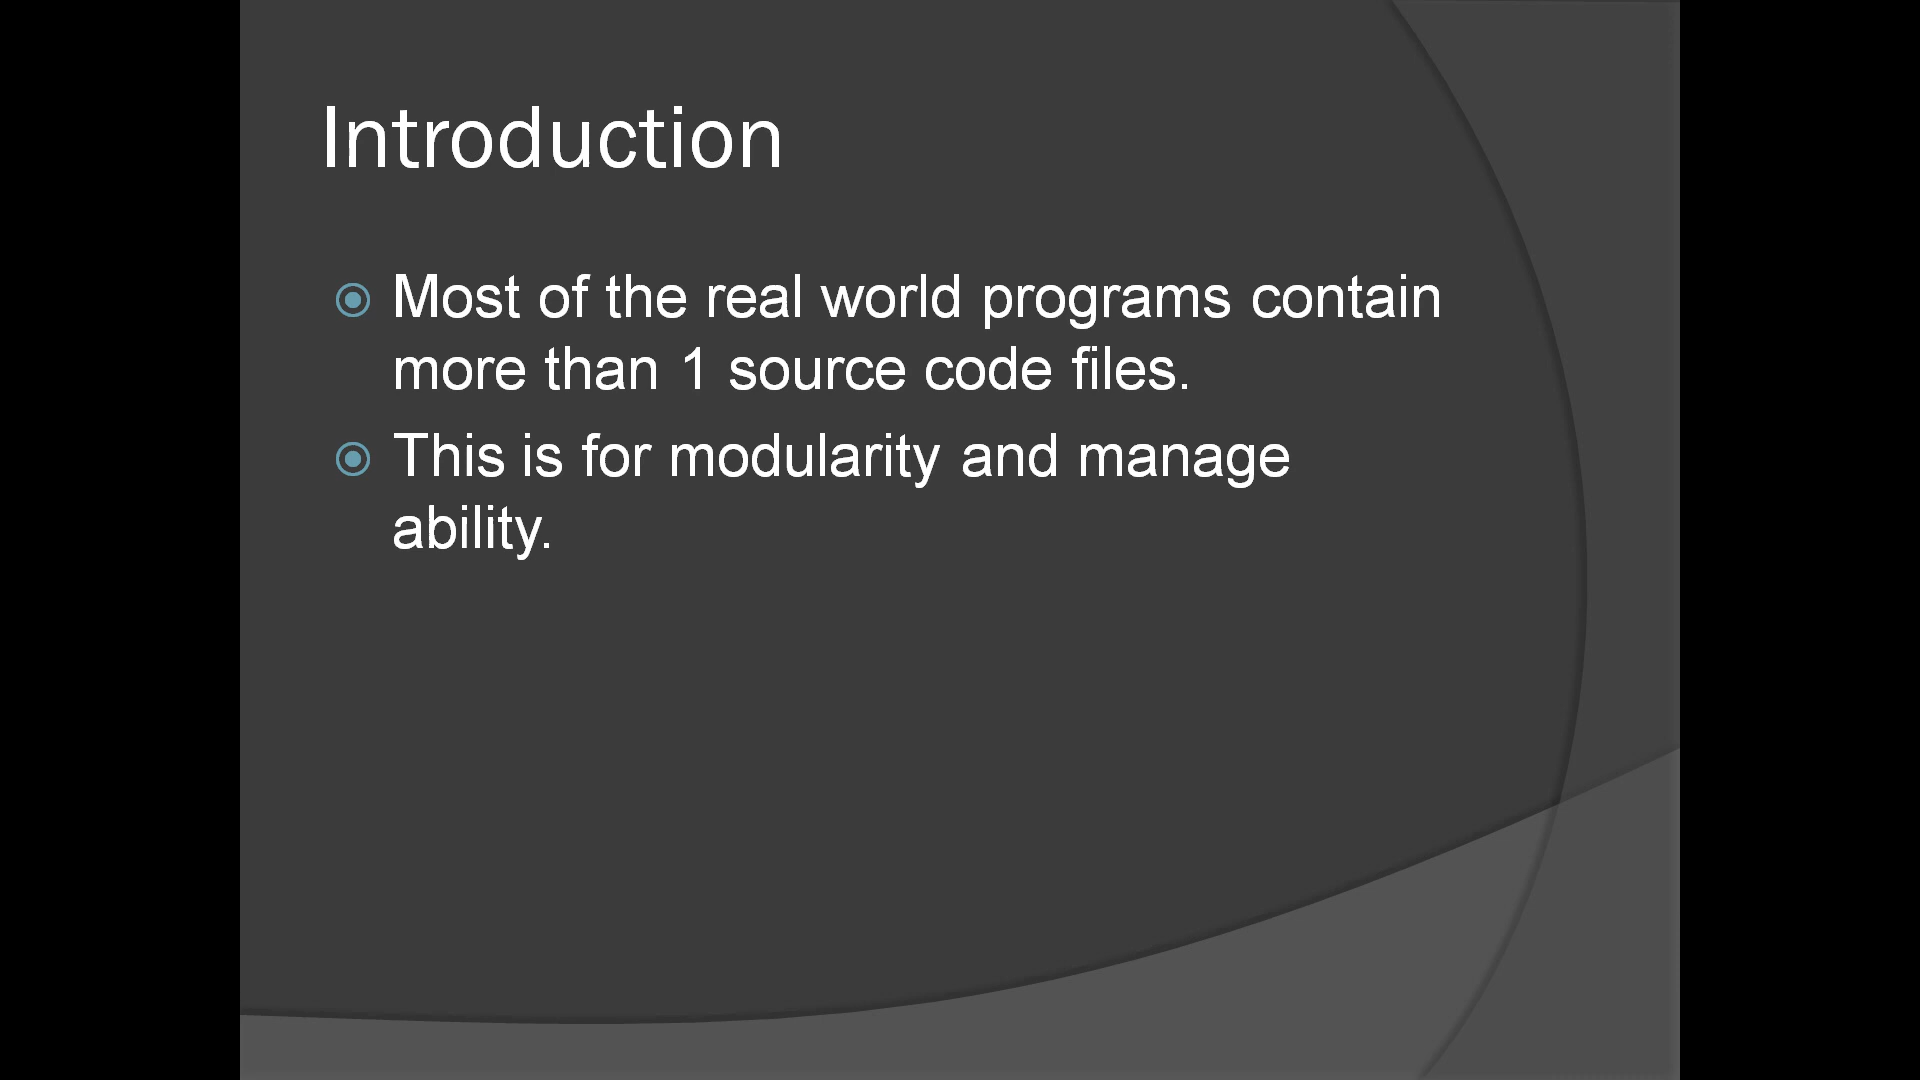 Introduction
Most of the real world programs contain
more than 1 source code files.
This is for modularity and manage
ability.